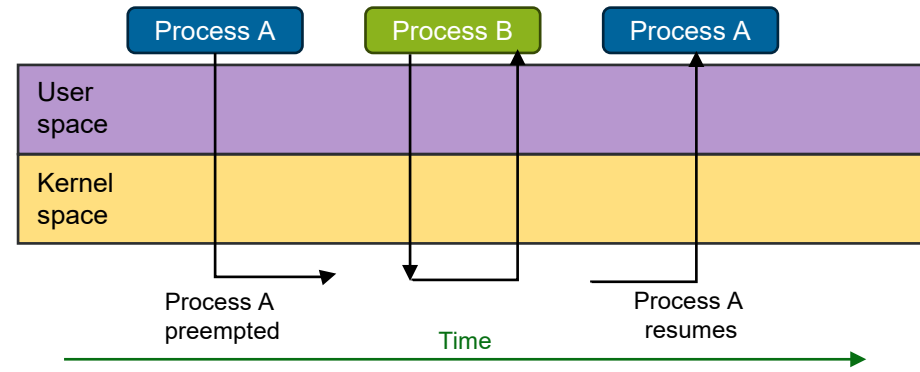 Process A
Process B
Process A
User
space
Kernel
space
Process A
preempted
Process A
resumes
Time